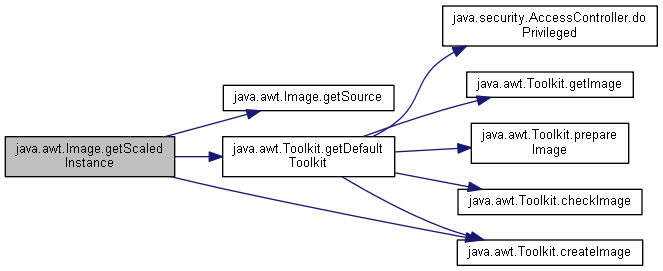 java.security.AccessController.do
Privileged
java.awt.Toolkit.getImage
java.awt.Image.getSource
java.awt.Toolkit.prepare
Image
java.awt.Image.getScaled
Instance
java.awt.Toolkit.getDefault
Toolkit
java.awt.Toolkit.checkImage
java.awt.Toolkit.createImage